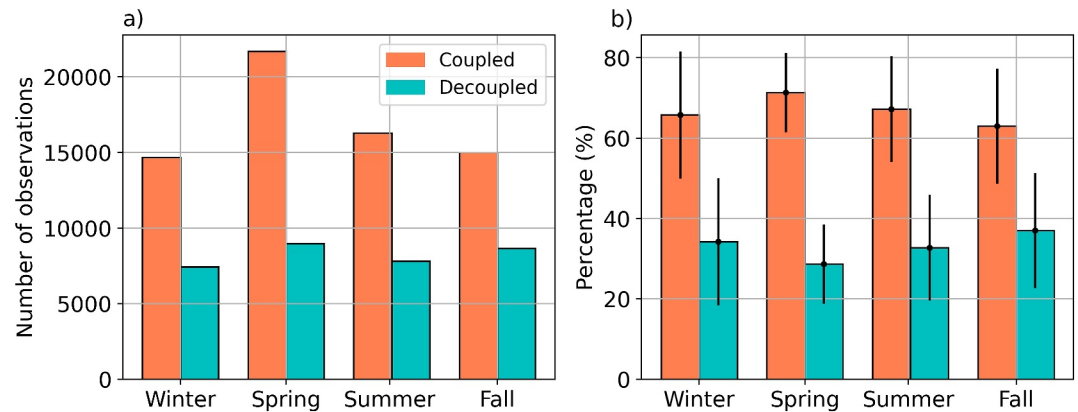 a)
Number of observations
20000
15000
10000
5000
0
Coupled
Decoupled
Winter Spring Summer Fall
b)
Percentage (%)
80
60
40
20
0
Winter Spring Summer Fall